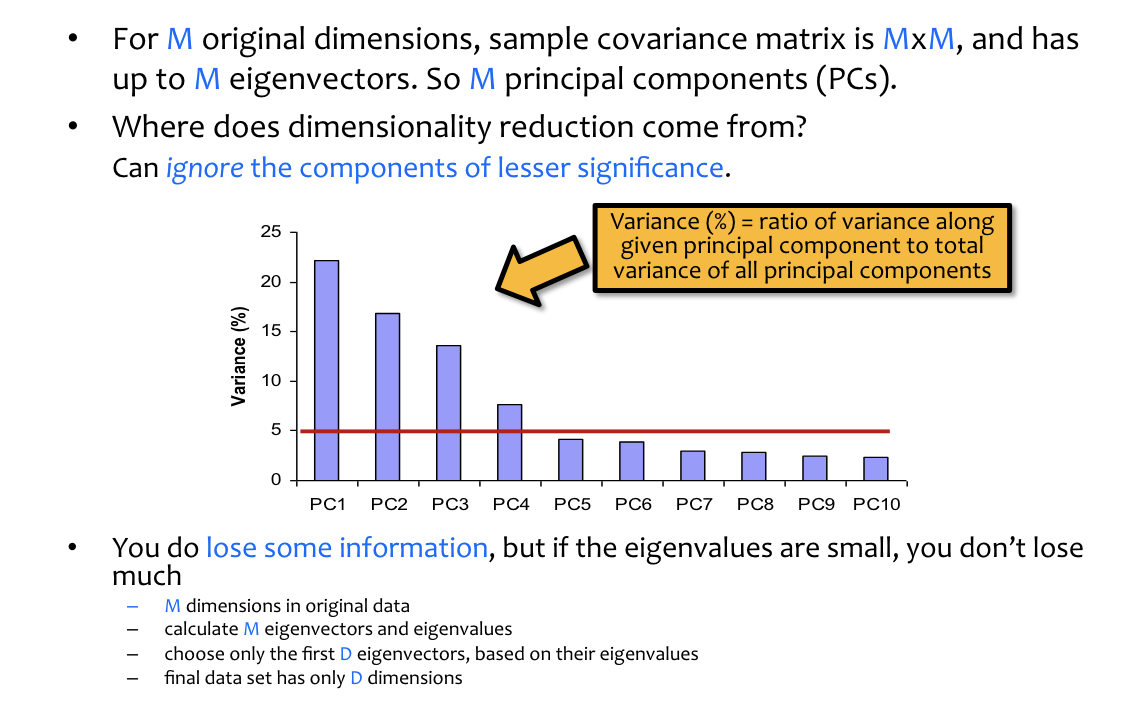 • For M original dimensions, sample covariance matrix is MxM, and has
up to M eigenvectors. So M principal components (PCs).
• Where does dimensionality reduction come from?
Can ignore the components of lesser significance.
Variance (%) = ratio of variance along
given principal component to total
variance of all principal components
Variance (%)
25
20
15
10
5
0
PC1 PC2 PC3 PC4 PC5 PC6 PC7 PC8 PC9 PC10
• You do lose some information, but if the eigenvalues are small, you don’t lose
much
– M dimensions in original data
– calculate M eigenvectors and eigenvalues
– choose only the first D eigenvectors, based on their eigenvalues
– final data set has only D dimensions